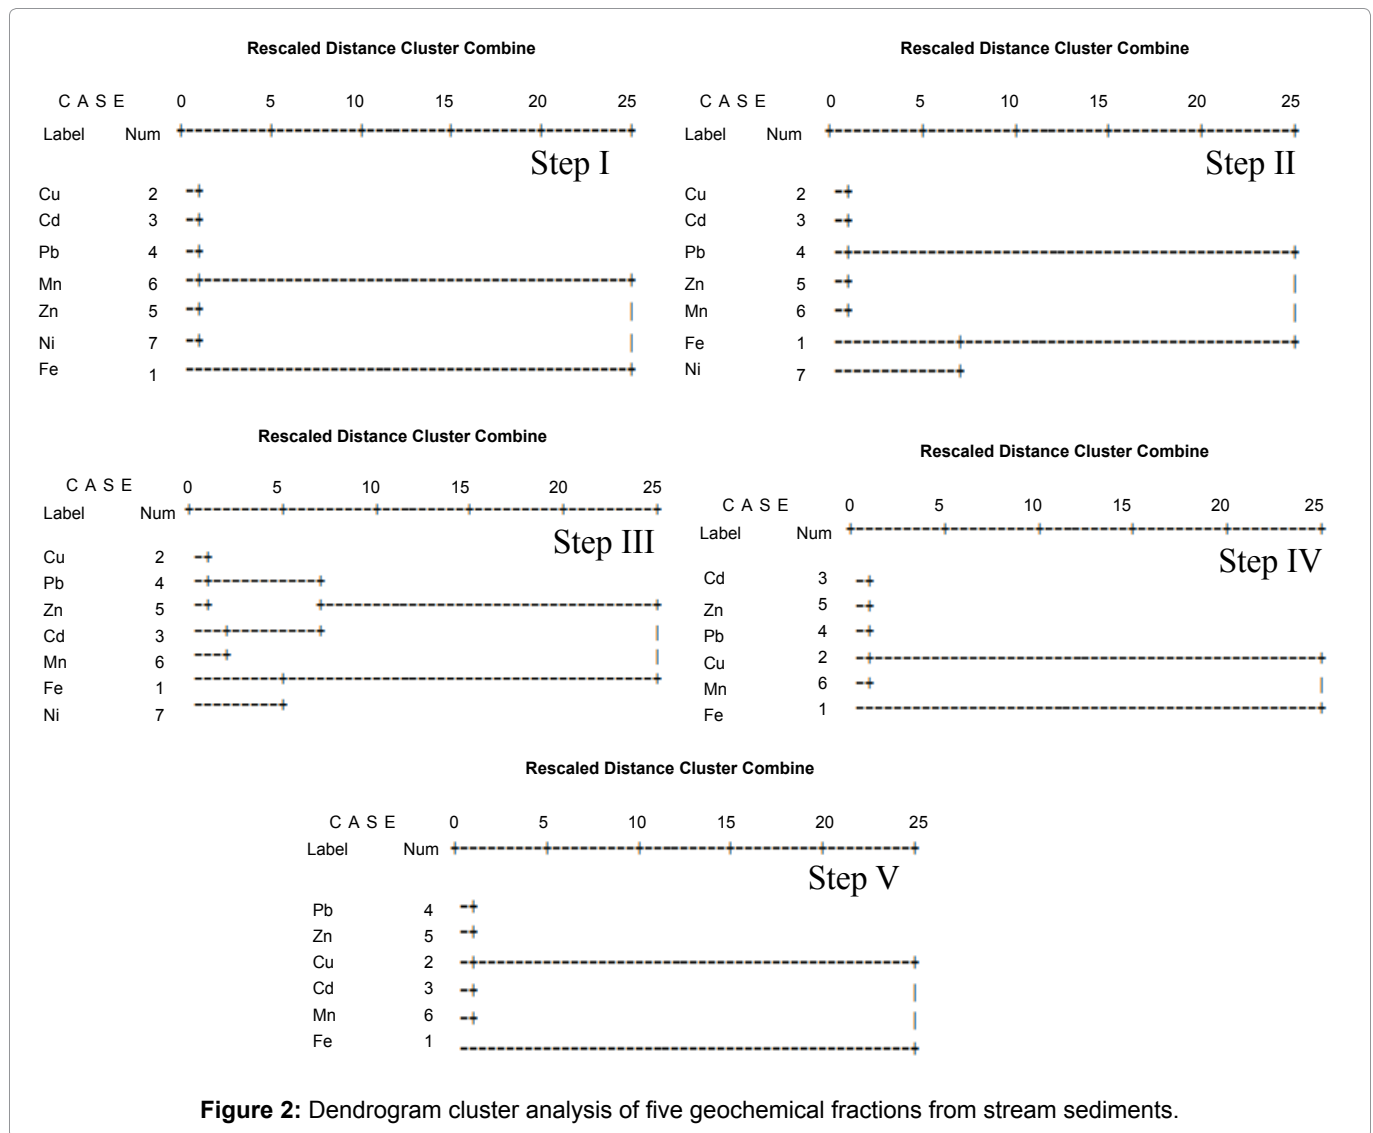 Rescaled Distance Cluster Combine
C A S E 0 5 10 15 20 25
Label Num
Step I
Cu 2
Cd 3
Pb 4
Mn 6
Zn 5
Ni 7
Fe 1
Rescaled Distance Cluster Combine
C A S E 0 5 10 15 20 25
Label Num
Step II
Cu 2
Cd 3
Pb 4
Zn 5
Mn 6
Fe 1
Ni 7
Rescaled Distance Cluster Combine
C A S E 0 5 10 15 20 25
Label Num
Step III
Cu 2
Pb 4
Zn 5
Cd 3
Mn 6
Fe 1
Ni 7
Rescaled Distance Cluster Combine
C A S E 0 5 10 15 20 25
Label Num
Step IV
Cd 3
Zn 5
Pb 4
Cu 2
Mn 6
Fe 1
Rescaled Distance Cluster Combine
C A S E 0 5 10 15 20 25
Label Num
Step V
Pb 4
Zn 5
Cu 2
Cd 3
Mn 6
Fe 1
Figure 2: Dendrogram cluster analysis of five geochemical fractions from stream sediments.